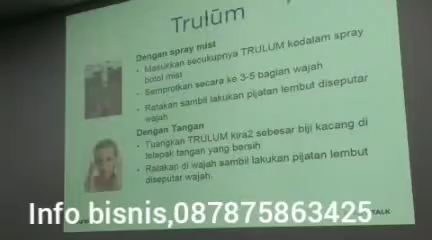 Trulūm
Dengan spray mist
• Masukkan secukupnya TRULUM kedalam spray
botol mist
• Semprotkan secara ke 3-5 bagian wajah
• Ratakan sambil lakukan pijatan lembut diseputar
wajah
Dengan Tangan
• Tuangkan TRULUM kira2 sebesar biji kacang di
telapak tangan yang bersih
• Ratakan di wajah sambil lakukan pijatan lembut
diseputar wajah.
Info bisnis,087875863425
TALK